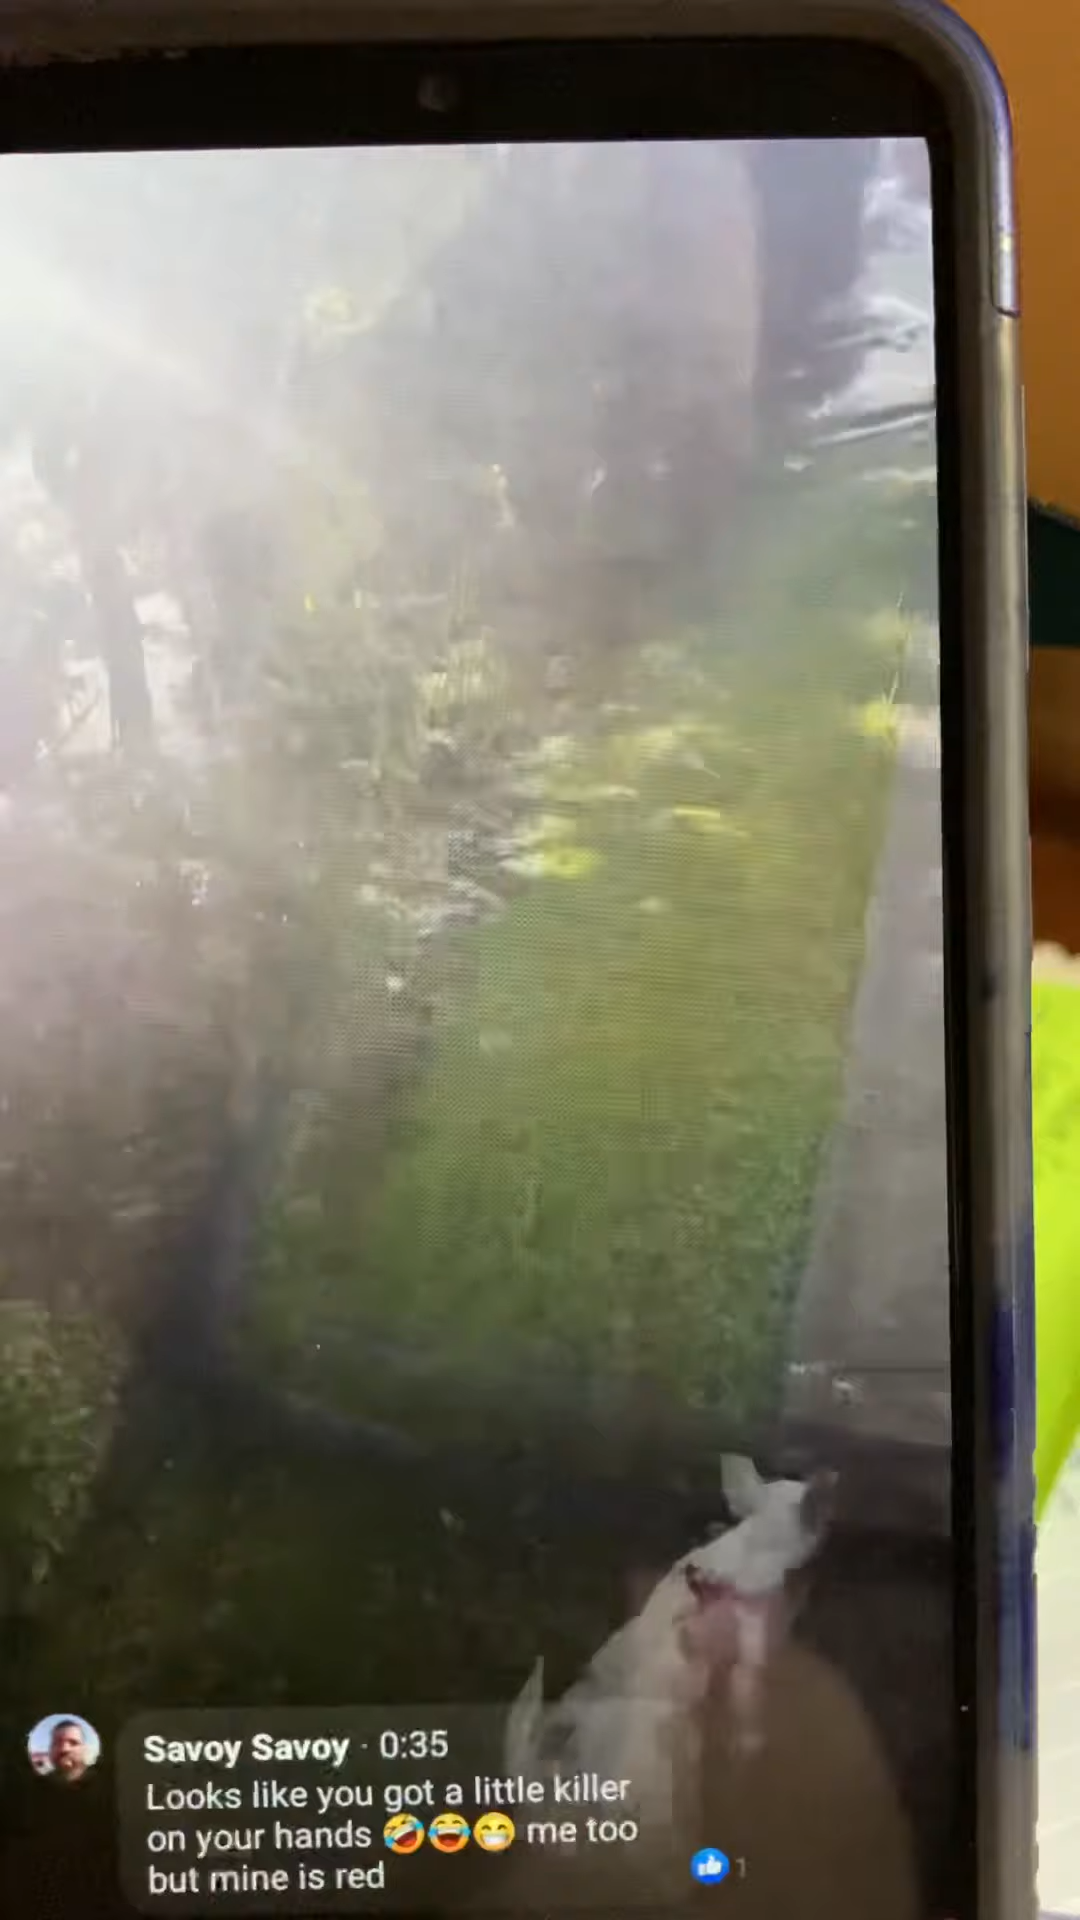 Savoy Savoy · 0:35
Looks like you got a little killer
on your hands 🤣😂😁 me too
but mine is red
1